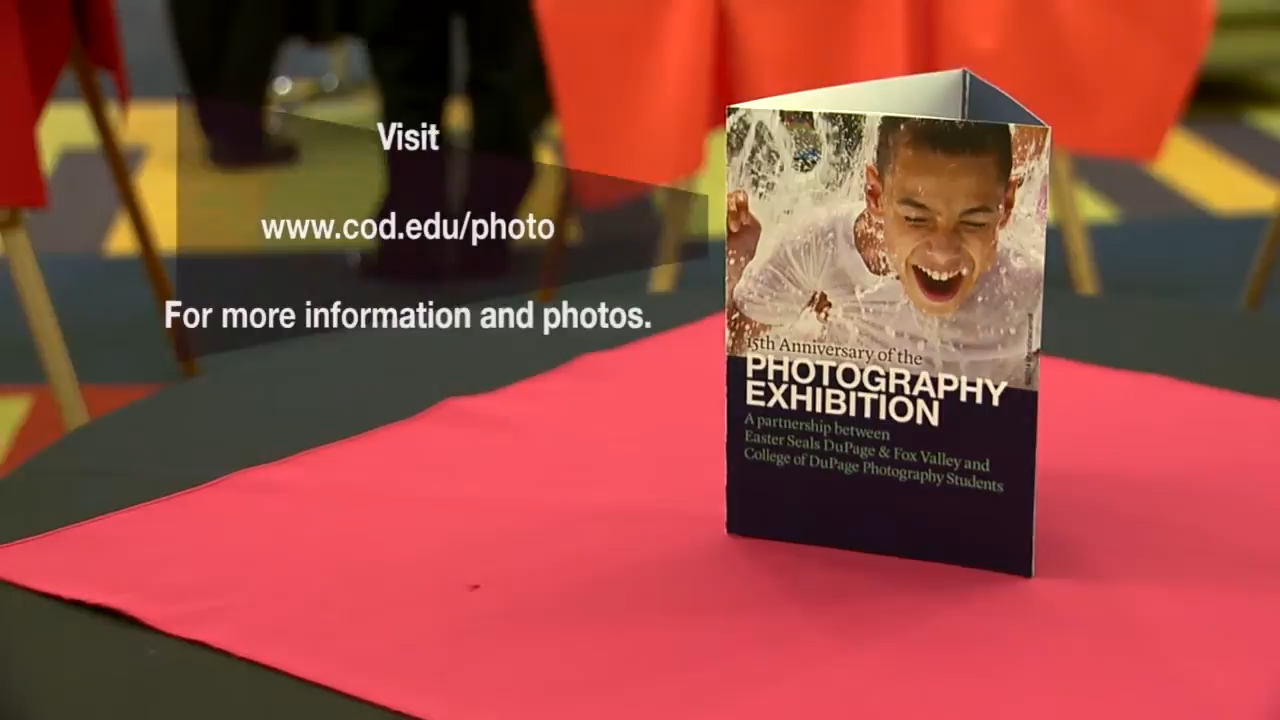 Visit
www.cod.edu/photo
For more information and photos.
15th Anniversary of the
PHOTOGRAPHY
EXHIBITION
A partnership between
Easter Seals DuPage & Fox Valley and
College of DuPage Photography Students